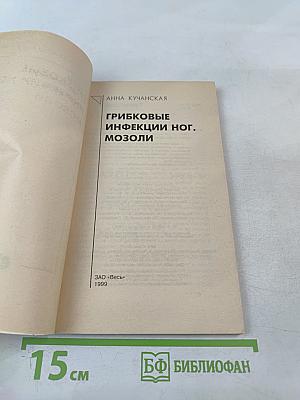 АННА КУЧАНСКАЯ
ГРИБКОВЫЕ
ИНФЕКЦИИ НОГ.
МОЗОЛИ
ЗАО «Весь»
1999
15 см
БФ БИБЛИОФАН